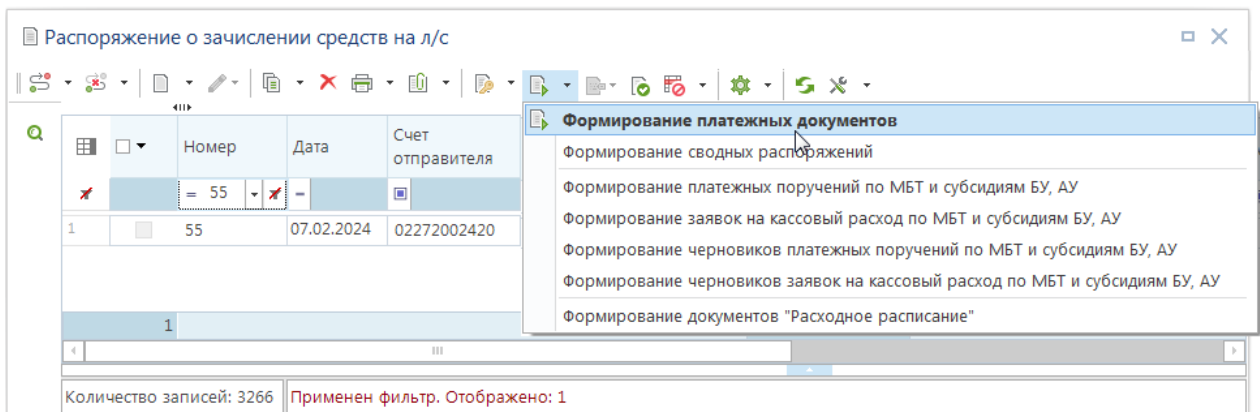 Распоряжение о зачислении средств на л/с
Формирование платежных документов
Формирование сводных распоряжений
Формирование платежных поручений по МБТ и субсидиям БУ, АУ
Формирование заявок на кассовый расход по МБТ и субсидиям БУ, АУ
Формирование черновиков платежных поручений по МБТ и субсидиям БУ, АУ
Формирование черновиков заявок на кассовый расход по МБТ и субсидиям БУ, АУ
Формирование документов "Расходное расписание"
Номер Дата Счет отправителя
= 55
1 55 07.02.2024 02272002420
1
Количество записей: 3266 Применен фильтр. Отображено: 1